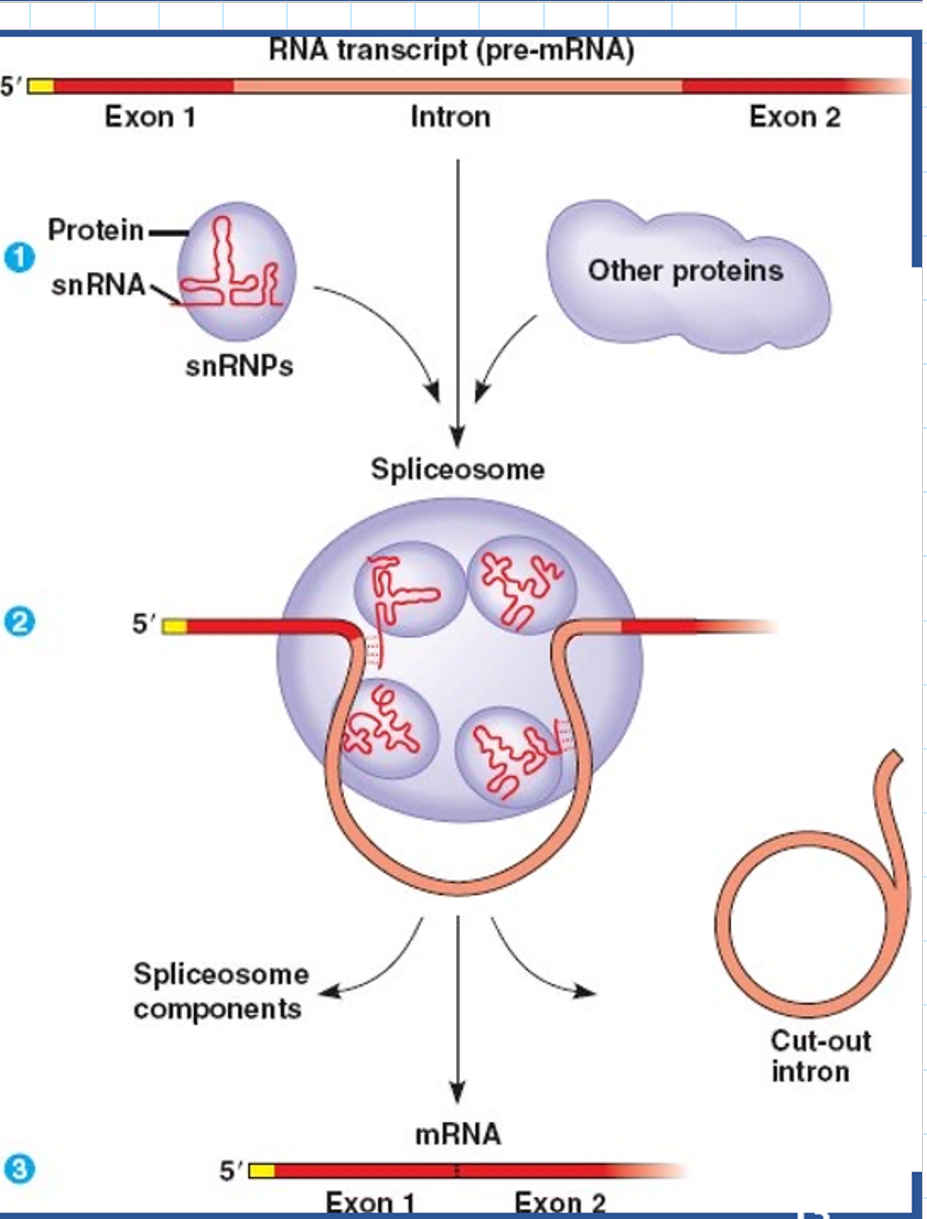 RNA transcript (pre-mRNA)
5′
Exon 1
Intron
Exon 2
1
Protein
snRNA
snRNPs
Other proteins
Spliceosome
2
5′
Spliceosome
components
Cut-out
intron
mRNA
3
5′
Exon 1
Exon 2